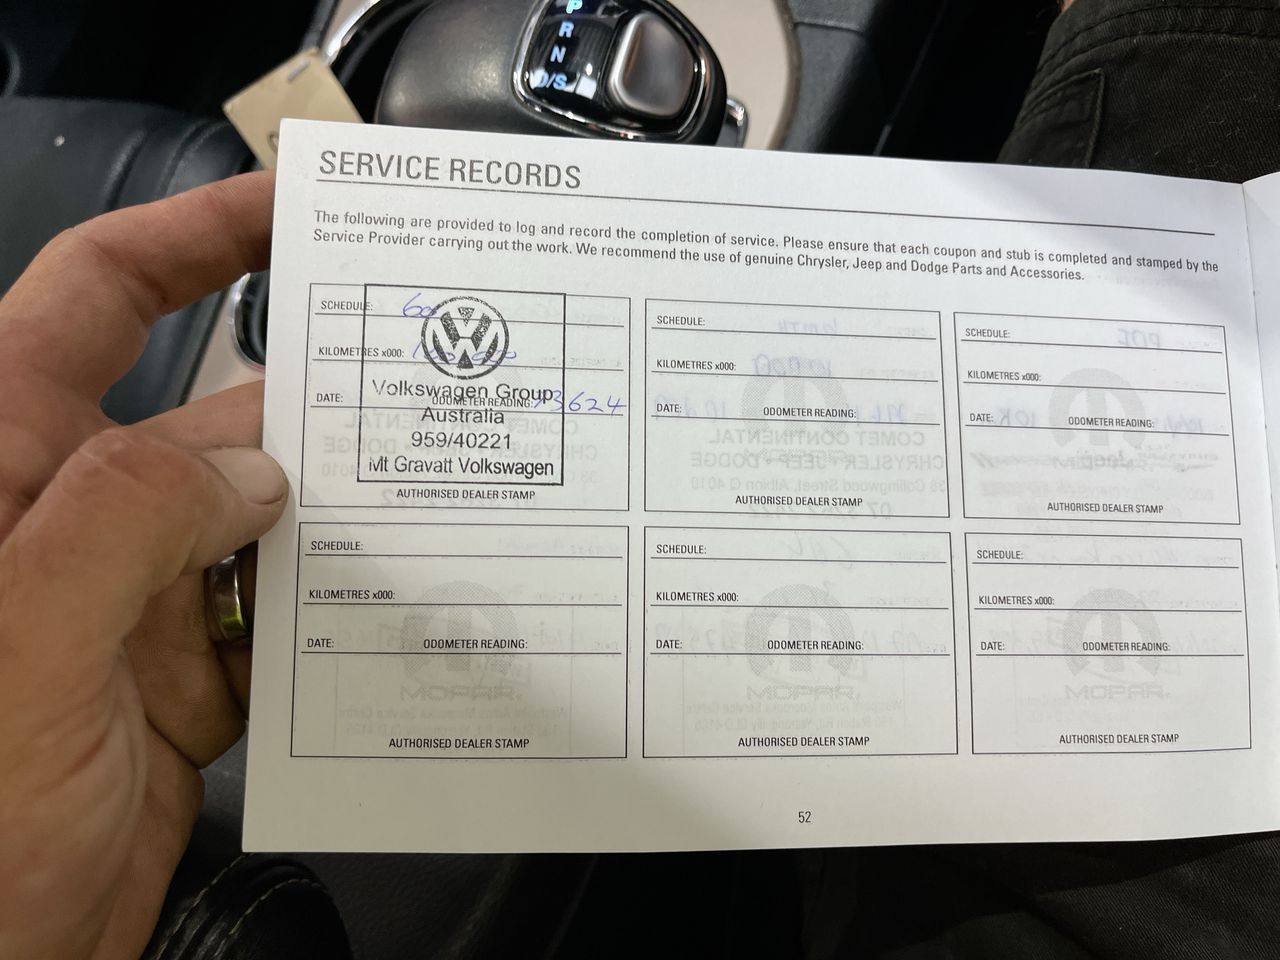 P
R
N
D/S
SERVICE RECORDS
The following are provided to log and record the completion of service. Please ensure that each coupon and stub is completed and stamped by the
Service Provider carrying out the work. We recommend the use of genuine Chrysler, Jeep and Dodge Parts and Accessories.
SCHEDULE: 60
KILOMETRES x000:
DATE: ODOMETER READING: 73624
Volkswagen Group
Australia
959/40221
Mt Gravatt Volkswagen
AUTHORISED DEALER STAMP
SCHEDULE:
KILOMETRES x000:
DATE: ODOMETER READING:
AUTHORISED DEALER STAMP
SCHEDULE:
KILOMETRES x000:
DATE: ODOMETER READING:
AUTHORISED DEALER STAMP
SCHEDULE:
KILOMETRES x000:
DATE: ODOMETER READING:
MOPAR
AUTHORISED DEALER STAMP
SCHEDULE:
KILOMETRES x000:
DATE: ODOMETER READING:
MOPAR
AUTHORISED DEALER STAMP
SCHEDULE:
KILOMETRES x000:
DATE: ODOMETER READING:
MOPAR
AUTHORISED DEALER STAMP
52